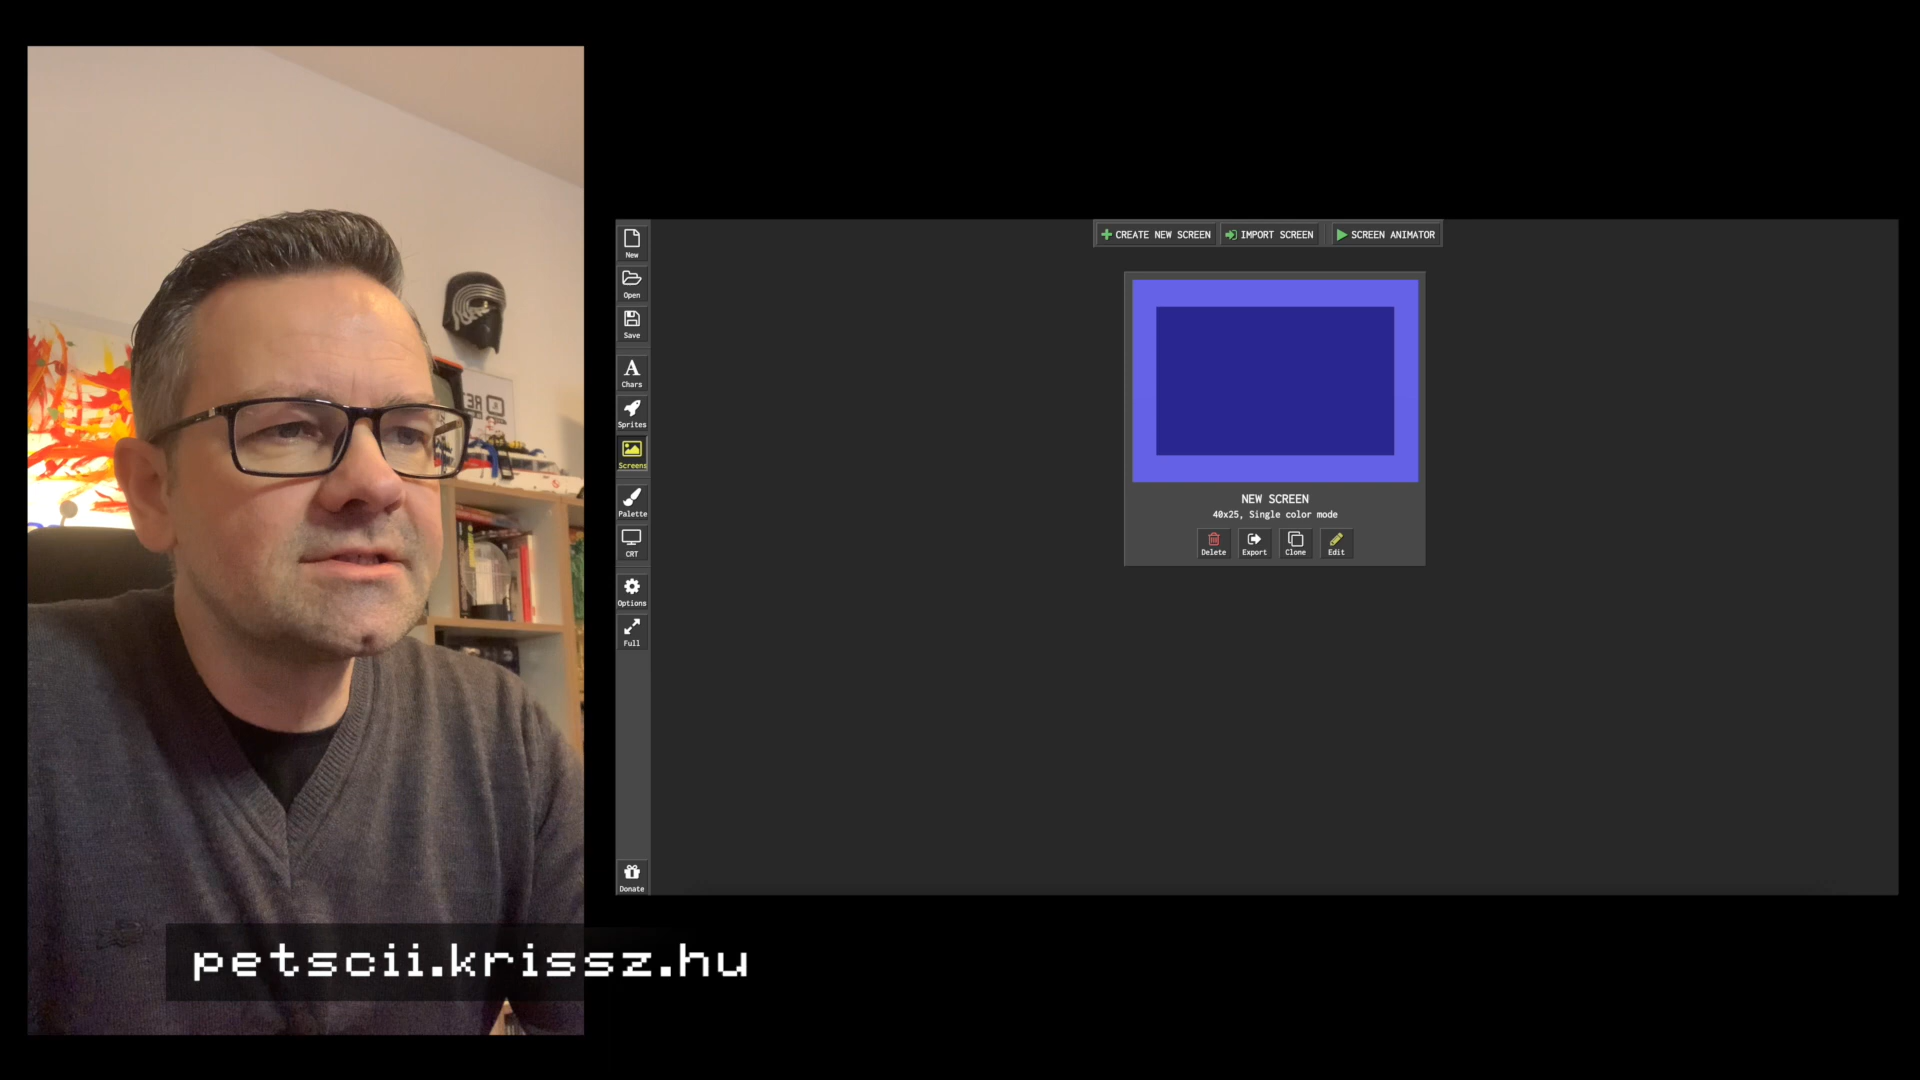 New
CREATE NEW SCREEN
IMPORT SCREEN
SCREEN ANIMATOR
Open
Save
Chars
Sprites
Screens
Palette
CRT
Options
Full
Donate
NEW SCREEN
40x25, Single color mode
Delete
Export
Clone
Edit
petscii.krissz.hu